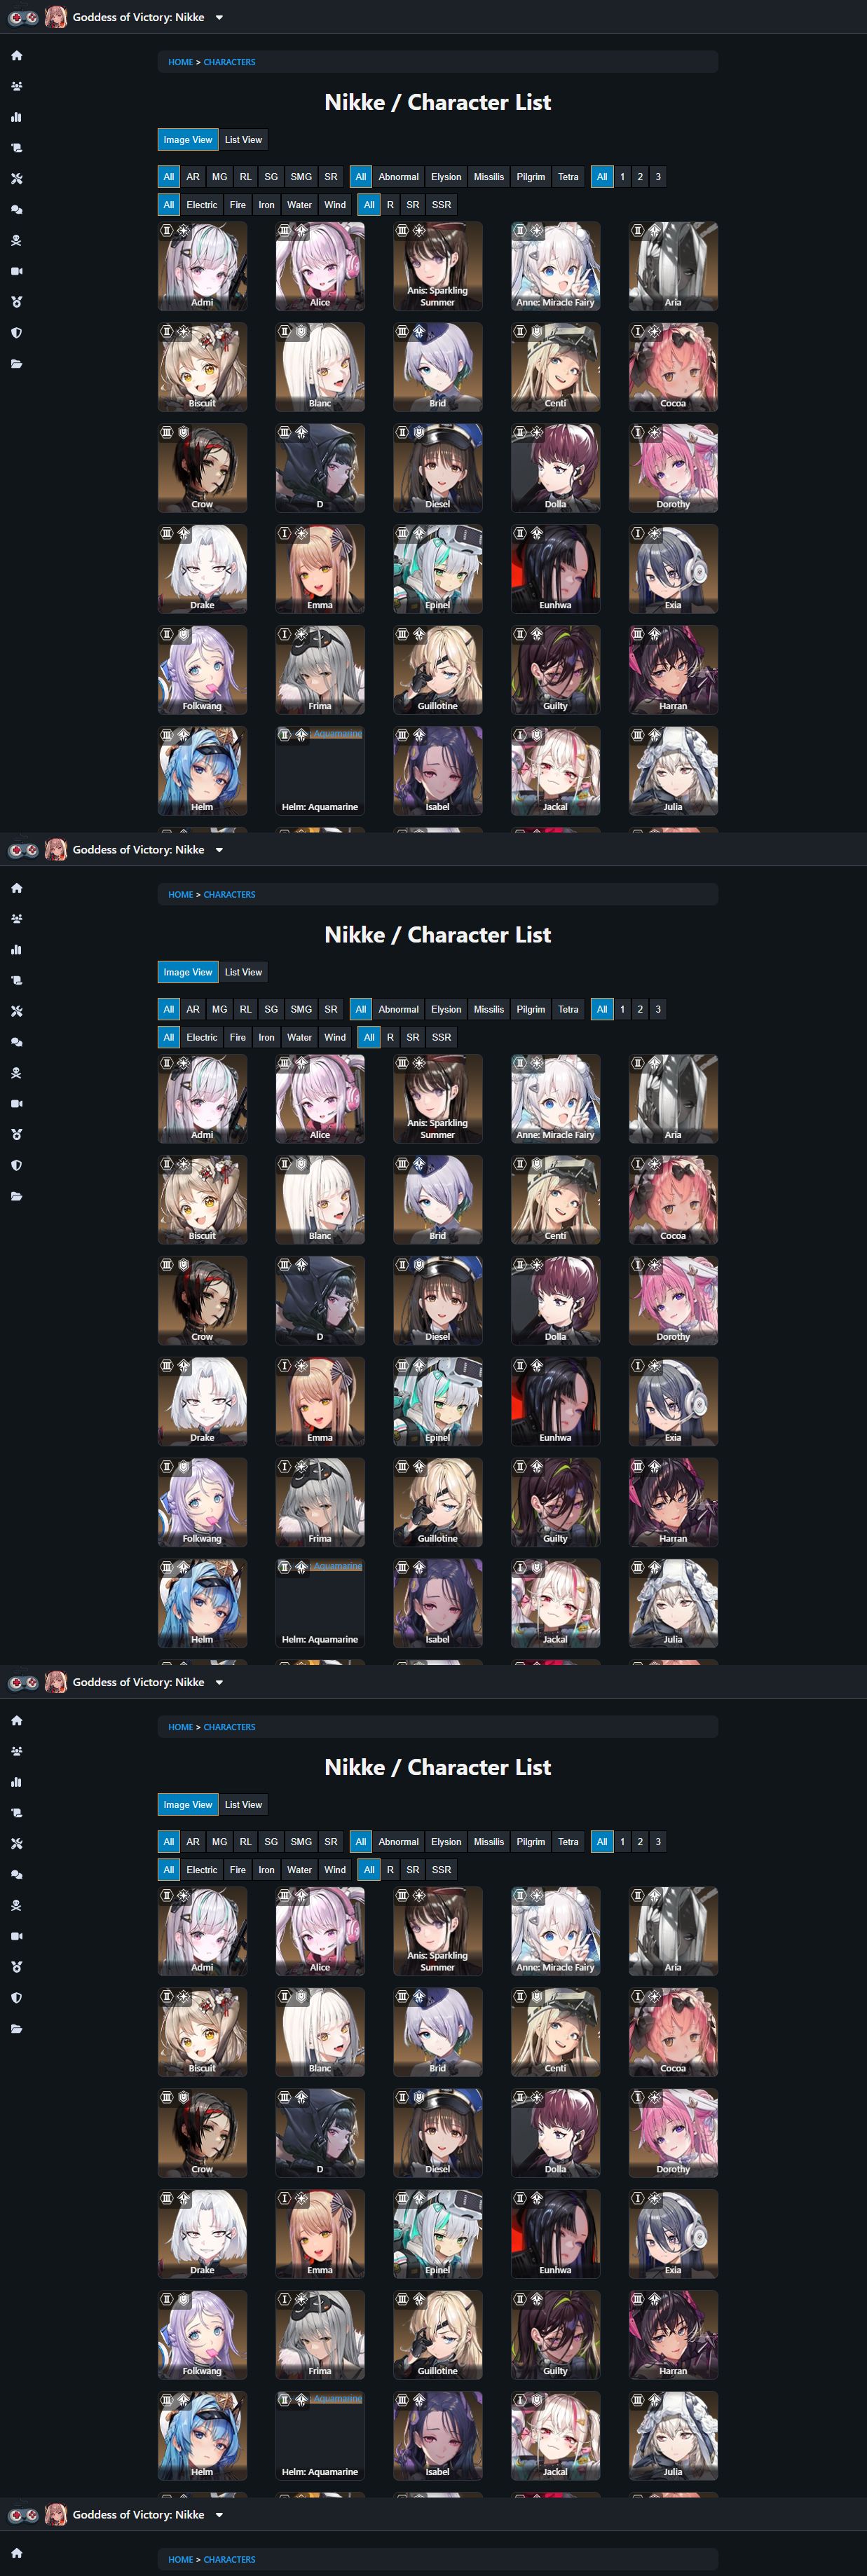 Goddess of Victory: Nikke
HOME > CHARACTERS
Nikke / Character List
Image View List View
All AR MG RL SG SMG SR All Abnormal Elysion Missilis Pilgrim Tetra All 1 2 3
All Electric Fire Iron Water Wind All R SR SSR
Admi Alice Anis: Sparkling Summer Anne: Miracle Fairy Aria
Biscuit Blanc Brid Centi Cocoa
Crow D Diesel Dolla Dorothy
Drake Emma Epinel Eunhwa Exia
Folkwang Frima Guillotine Guilty Harran
: Aquamarine
Helm Helm: Aquamarine Isabel Jackal Julia
Goddess of Victory: Nikke
HOME > CHARACTERS
Nikke / Character List
Image View List View
All AR MG RL SG SMG SR All Abnormal Elysion Missilis Pilgrim Tetra All 1 2 3
All Electric Fire Iron Water Wind All R SR SSR
Admi Alice Anis: Sparkling Summer Anne: Miracle Fairy Aria
Biscuit Blanc Brid Centi Cocoa
Crow D Diesel Dolla Dorothy
Drake Emma Epinel Eunhwa Exia
Folkwang Frima Guillotine Guilty Harran
: Aquamarine
Helm Helm: Aquamarine Isabel Jackal Julia
Goddess of Victory: Nikke
HOME > CHARACTERS
Nikke / Character List
Image View List View
All AR MG RL SG SMG SR All Abnormal Elysion Missilis Pilgrim Tetra All 1 2 3
All Electric Fire Iron Water Wind All R SR SSR
Admi Alice Anis: Sparkling Summer Anne: Miracle Fairy Aria
Biscuit Blanc Brid Centi Cocoa
Crow D Diesel Dolla Dorothy
Drake Emma Epinel Eunhwa Exia
Folkwang Frima Guillotine Guilty Harran
: Aquamarine
Helm Helm: Aquamarine Isabel Jackal Julia
Goddess of Victory: Nikke
HOME > CHARACTERS